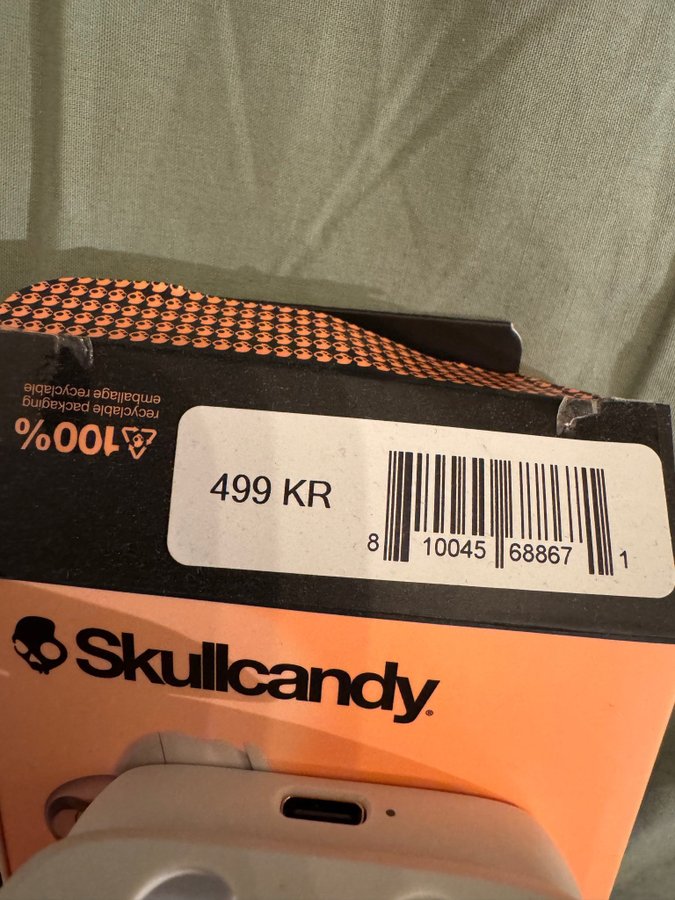 100%
recyclable packaging
emballage recyclable
499 KR
8 10045 68867 1
Skullcandy®